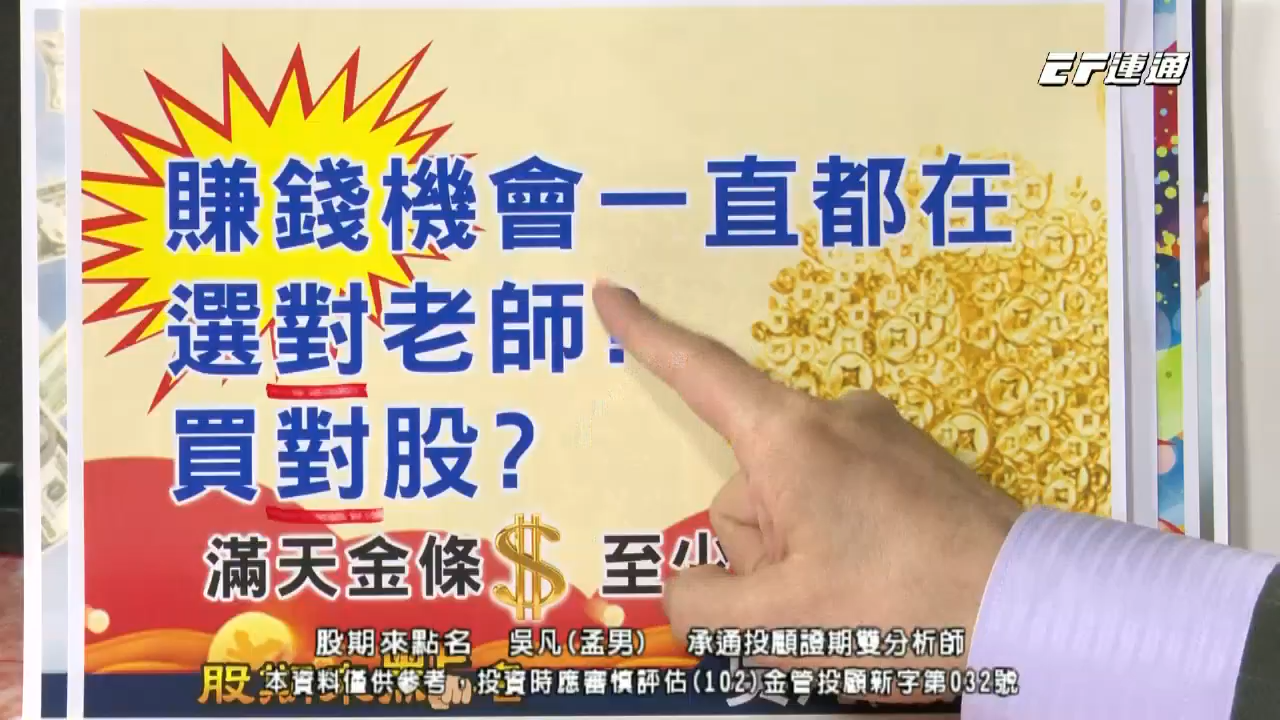 EF運通
賺錢機會一直都在
選對老師?
買對股?
滿天金條$ 至少
股期來點名 吳凡(孟男) 承通投顧證期雙分析師
本資料僅供參考,投資時應審慎評估(102)金管投顧新字第032號